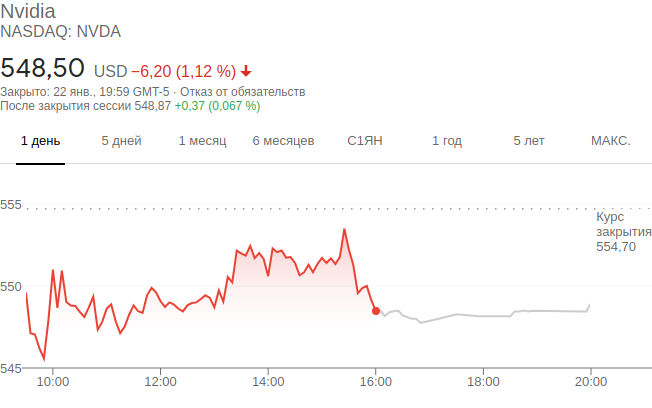 Nvidia
NASDAQ: NVDA
548,50 USD −6,20 (1,12 %)
Закрыто: 22 янв., 19:59 GMT-5 · Отказ от обязательств
После закрытия сессии 548,87 +0,37 (0,067 %)
1 день 5 дней 1 месяц 6 месяцев С1ЯН 1 год 5 лет МАКС.
555
Курс
закрытия
554,70
550
545
10:00 12:00 14:00 16:00 18:00 20:00